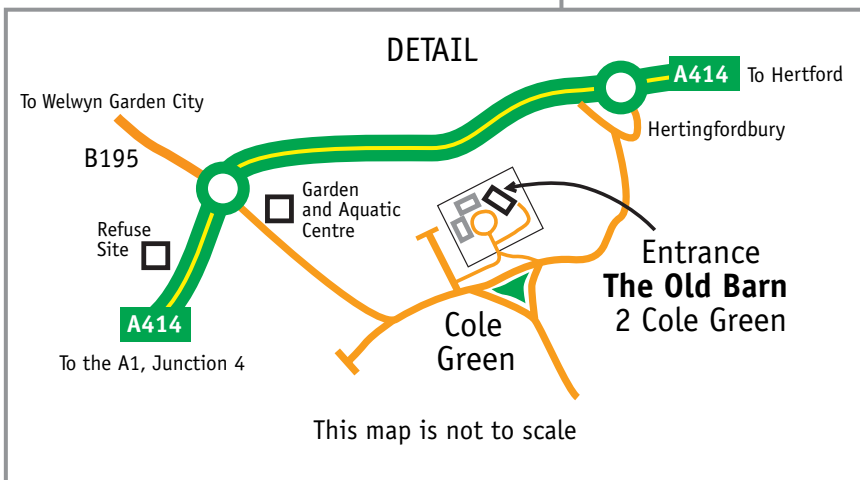 DETAIL
A414 To Hertford
To Welwyn Garden City
Hertingfordbury
B195
Garden
and Aquatic
Centre
Refuse
Site
Entrance
The Old Barn
2 Cole Green
A414
Cole
Green
To the A1, Junction 4
This map is not to scale